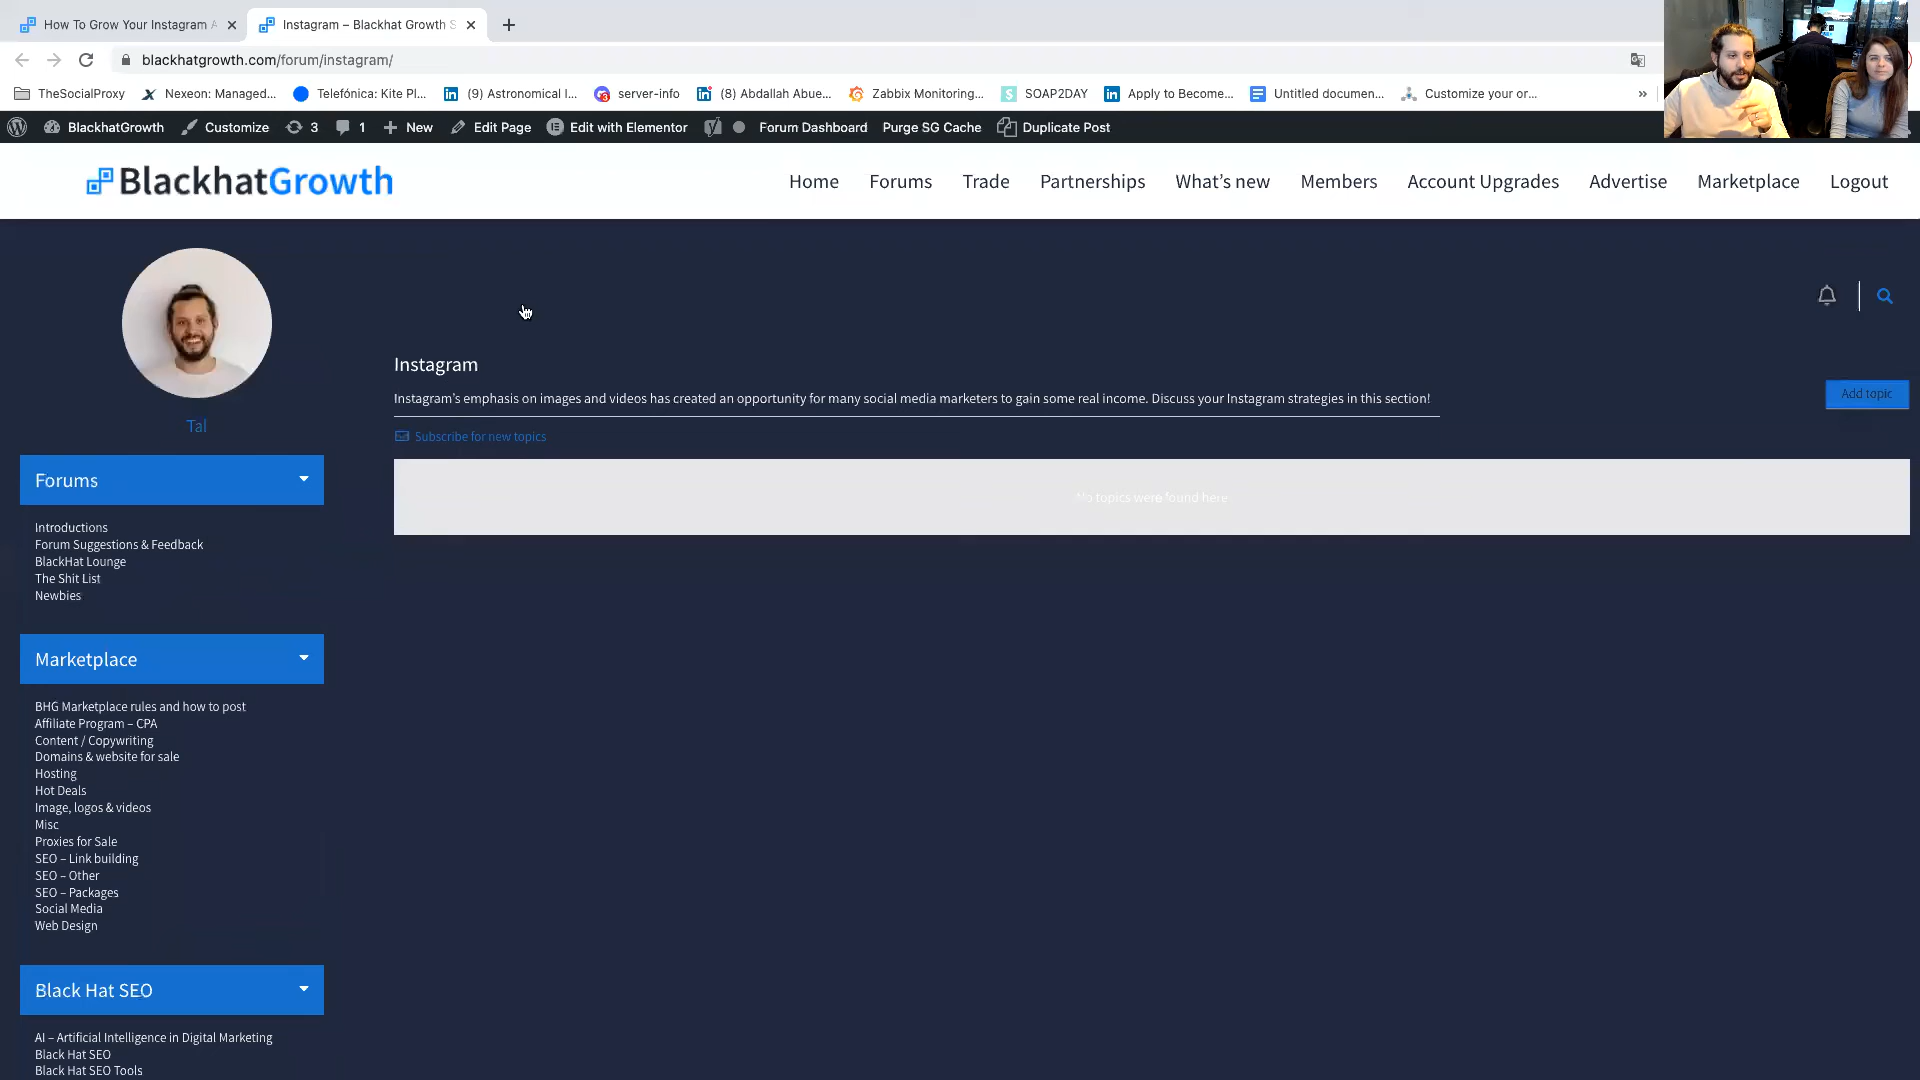 How To Grow Your Instagram A
Instagram – Blackhat Growth S
blackhatgrowth.com/forum/instagram/
TheSocialProxy
Nexeon: Managed...
Telefónica: Kite Pl...
(9) Astronomical I...
server-info
(8) Abdallah Abue...
Zabbix Monitoring...
SOAP2DAY
Apply to Become...
Untitled documen...
Customize your or...
BlackhatGrowth
Customize
3
1
New
Edit Page
Edit with Elementor
Forum Dashboard
Purge SG Cache
Duplicate Post
BlackhatGrowth
Home
Forums
Trade
Partnerships
What's new
Members
Account Upgrades
Advertise
Marketplace
Logout
Tal
Instagram
Instagram's emphasis on images and videos has created an opportunity for many social media marketers to gain some real income. Discuss your Instagram strategies in this section!
Add topic
Subscribe for new topics
No topics were found here
Forums
Introductions
Forum Suggestions & Feedback
BlackHat Lounge
The Shit List
Newbies
Marketplace
BHG Marketplace rules and how to post
Affiliate Program – CPA
Content / Copywriting
Domains & website for sale
Hosting
Hot Deals
Image, logos & videos
Misc
Proxies for Sale
SEO – Link building
SEO – Other
SEO – Packages
Social Media
Web Design
Black Hat SEO
AI – Artificial Intelligence in Digital Marketing
Black Hat SEO
Black Hat SEO Tools